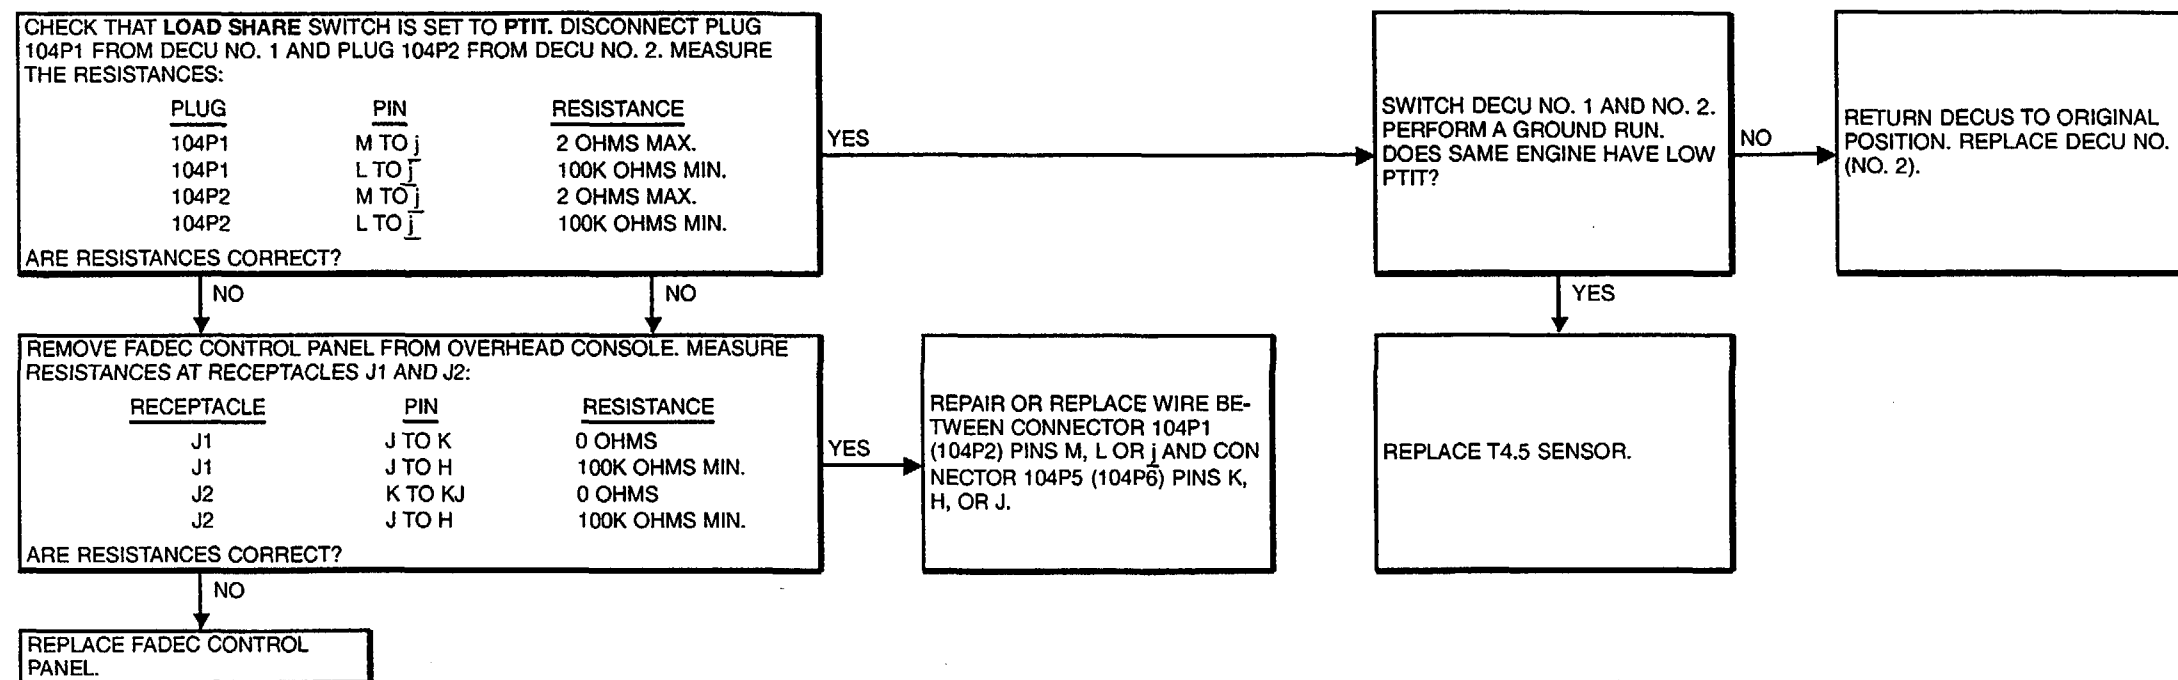 CHECK THAT LOAD SHARE SWITCH IS SET TO PTIT. DISCONNECT PLUG
104P1 FROM DECU NO. 1 AND PLUG 104P2 FROM DECU NO. 2. MEASURE
THE RESISTANCES:
PLUG PIN RESISTANCE
104P1 M TO j 2 OHMS MAX.
104P1 L TO j 100K OHMS MIN.
104P2 M TO j 2 OHMS MAX.
104P2 L TO j 100K OHMS MIN.
ARE RESISTANCES CORRECT?
YES
SWITCH DECU NO. 1 AND NO. 2.
PERFORM A GROUND RUN.
DOES SAME ENGINE HAVE LOW
PTIT?
NO
RETURN DECUS TO ORIGINAL
POSITION. REPLACE DECU NO.
(NO. 2).
NO
NO
YES
REMOVE FADEC CONTROL PANEL FROM OVERHEAD CONSOLE. MEASURE
RESISTANCES AT RECEPTACLES J1 AND J2:
RECEPTACLE PIN RESISTANCE
J1 J TO K 0 OHMS
J1 J TO H 100K OHMS MIN.
J2 K TO KJ 0 OHMS
J2 J TO H 100K OHMS MIN.
ARE RESISTANCES CORRECT?
YES
REPAIR OR REPLACE WIRE BE-
TWEEN CONNECTOR 104P1
(104P2) PINS M, L OR j AND CON
NECTOR 104P5 (104P6) PINS K,
H, OR J.
REPLACE T4.5 SENSOR.
NO
REPLACE FADEC CONTROL
PANEL.